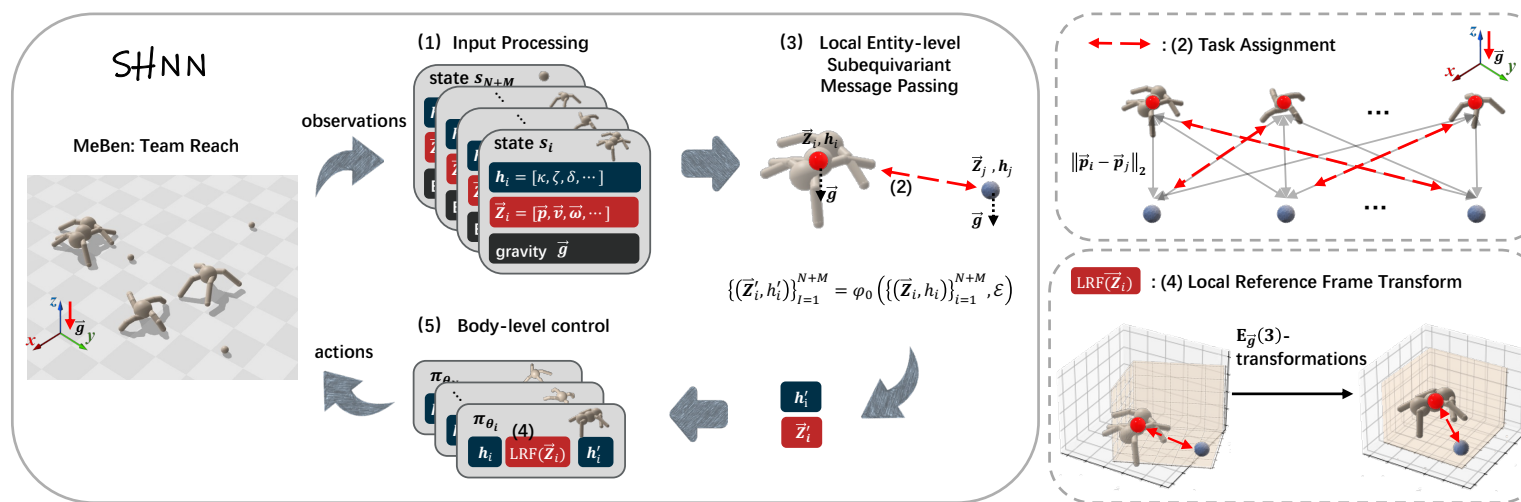 SHNN
MeBen: Team Reach
z
g⃗
x
y
observations
actions
(1) Input Processing
state s_{N+M}
⋮
state s_i
h_i = [κ, ζ, δ, ⋯]
Z⃗_i = [p⃗, v⃗, ω⃗, ⋯]
gravity g⃗
(3) Local Entity-level
Subequivariant
Message Passing
Z⃗_i, h_i
g⃗
(2)
Z⃗_j, h_j
g⃗
{(Z⃗′_i, h′_i)}_{I=1}^{N+M} = φ_0 ({(Z⃗_i, h_i)}_{i=1}^{N+M}, ℰ)
(5) Body-level control
π_{θ_i}
(4)
h_i LRF(Z⃗_i) h′_i
h′_i
Z⃗′_i
: (2) Task Assignment
z
g⃗
x
y
...
‖p⃗_i − p⃗_j‖_2
...
LRF(Z⃗_i) : (4) Local Reference Frame Transform
E_{g⃗}(3)-
transformations